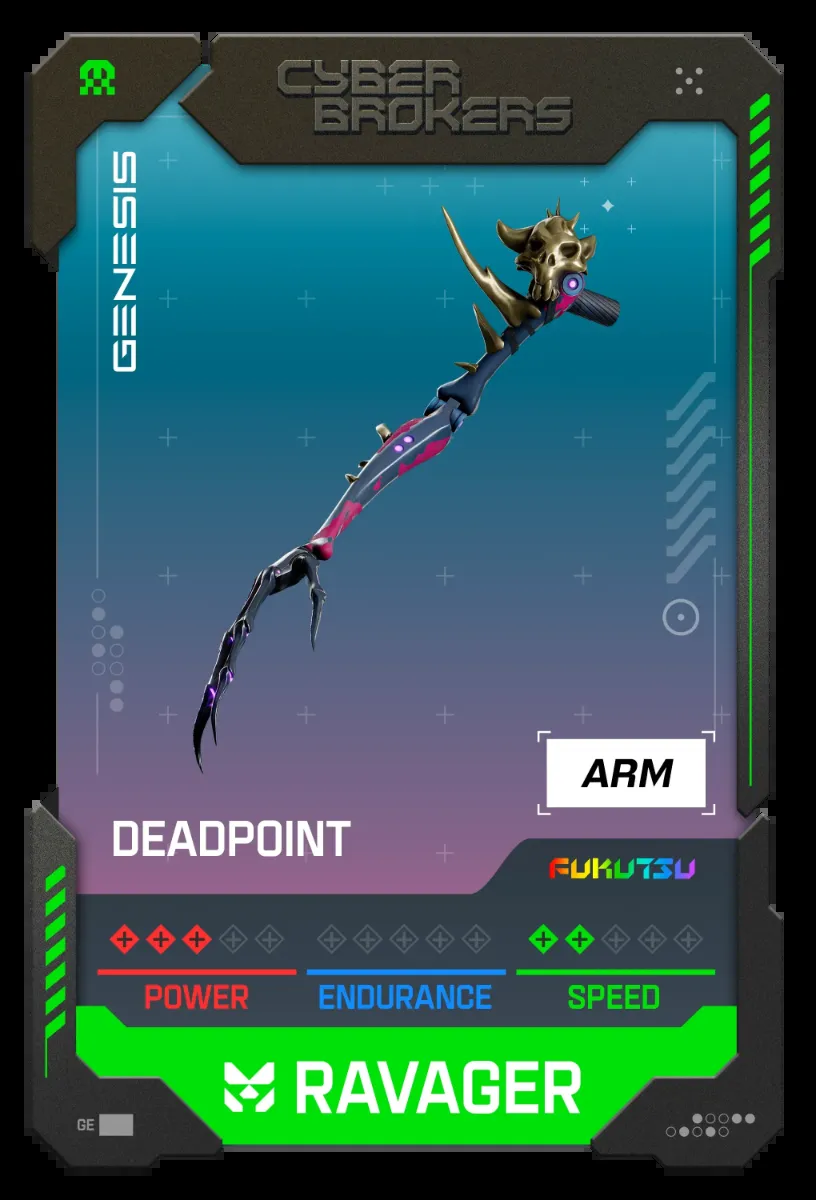 CYBER
BROKERS
GENESIS
ARM
DEADPOINT
FUKUTSU
POWER
ENDURANCE
SPEED
RAVAGER
GE